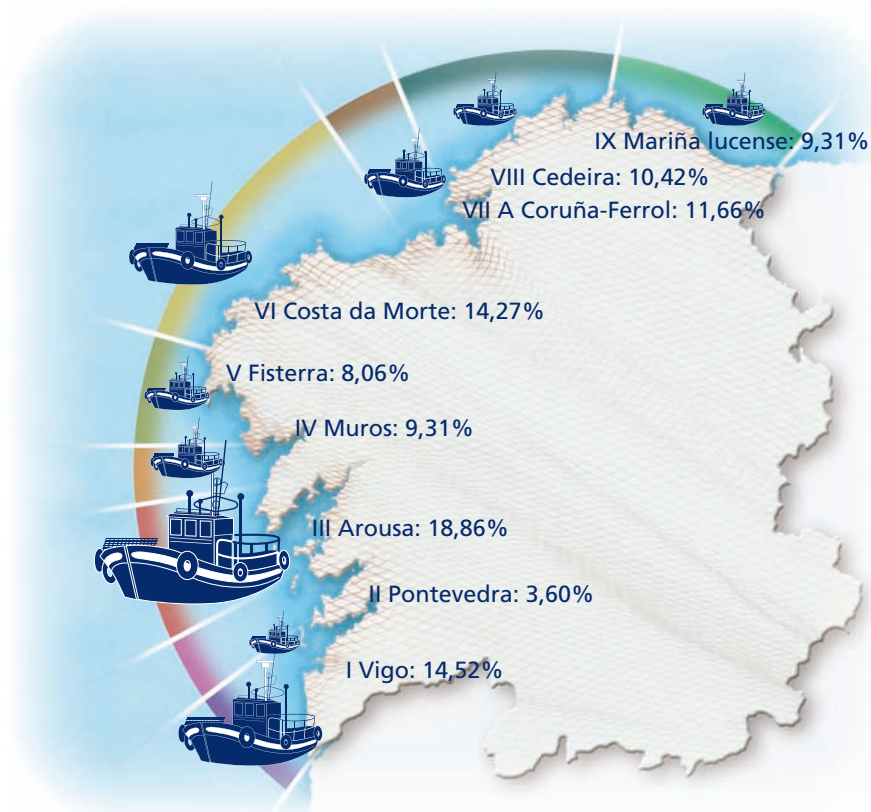 IX Mariña lucense: 9,31%
VIII Cedeira: 10,42%
VII A Coruña-Ferrol: 11,66%
VI Costa da Morte: 14,27%
V Fisterra: 8,06%
IV Muros: 9,31%
III Arousa: 18,86%
II Pontevedra: 3,60%
I Vigo: 14,52%